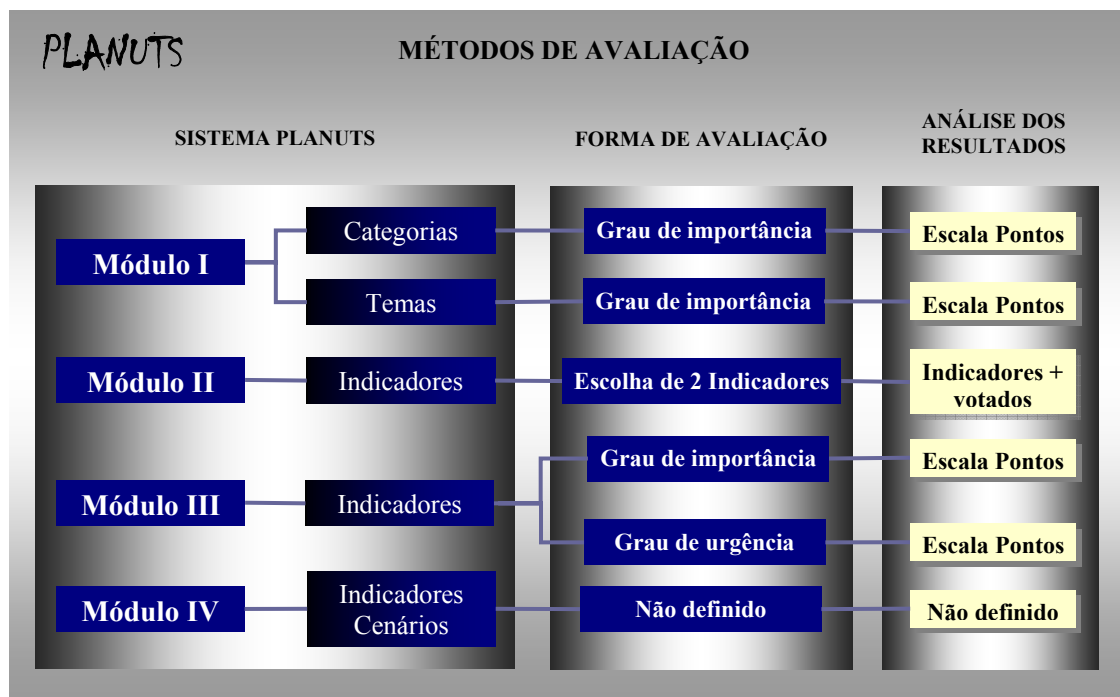 PLANUTS
MÉTODOS DE AVALIAÇÃO
SISTEMA PLANUTS
FORMA DE AVALIAÇÃO
ANÁLISE DOS
RESULTADOS
Módulo I
Categorias
Grau de importância
Escala Pontos
Temas
Grau de importância
Escala Pontos
Módulo II
Indicadores
Escolha de 2 Indicadores
Indicadores +
votados
Módulo III
Indicadores
Grau de importância
Escala Pontos
Grau de urgência
Escala Pontos
Módulo IV
Indicadores
Cenários
Não definido
Não definido